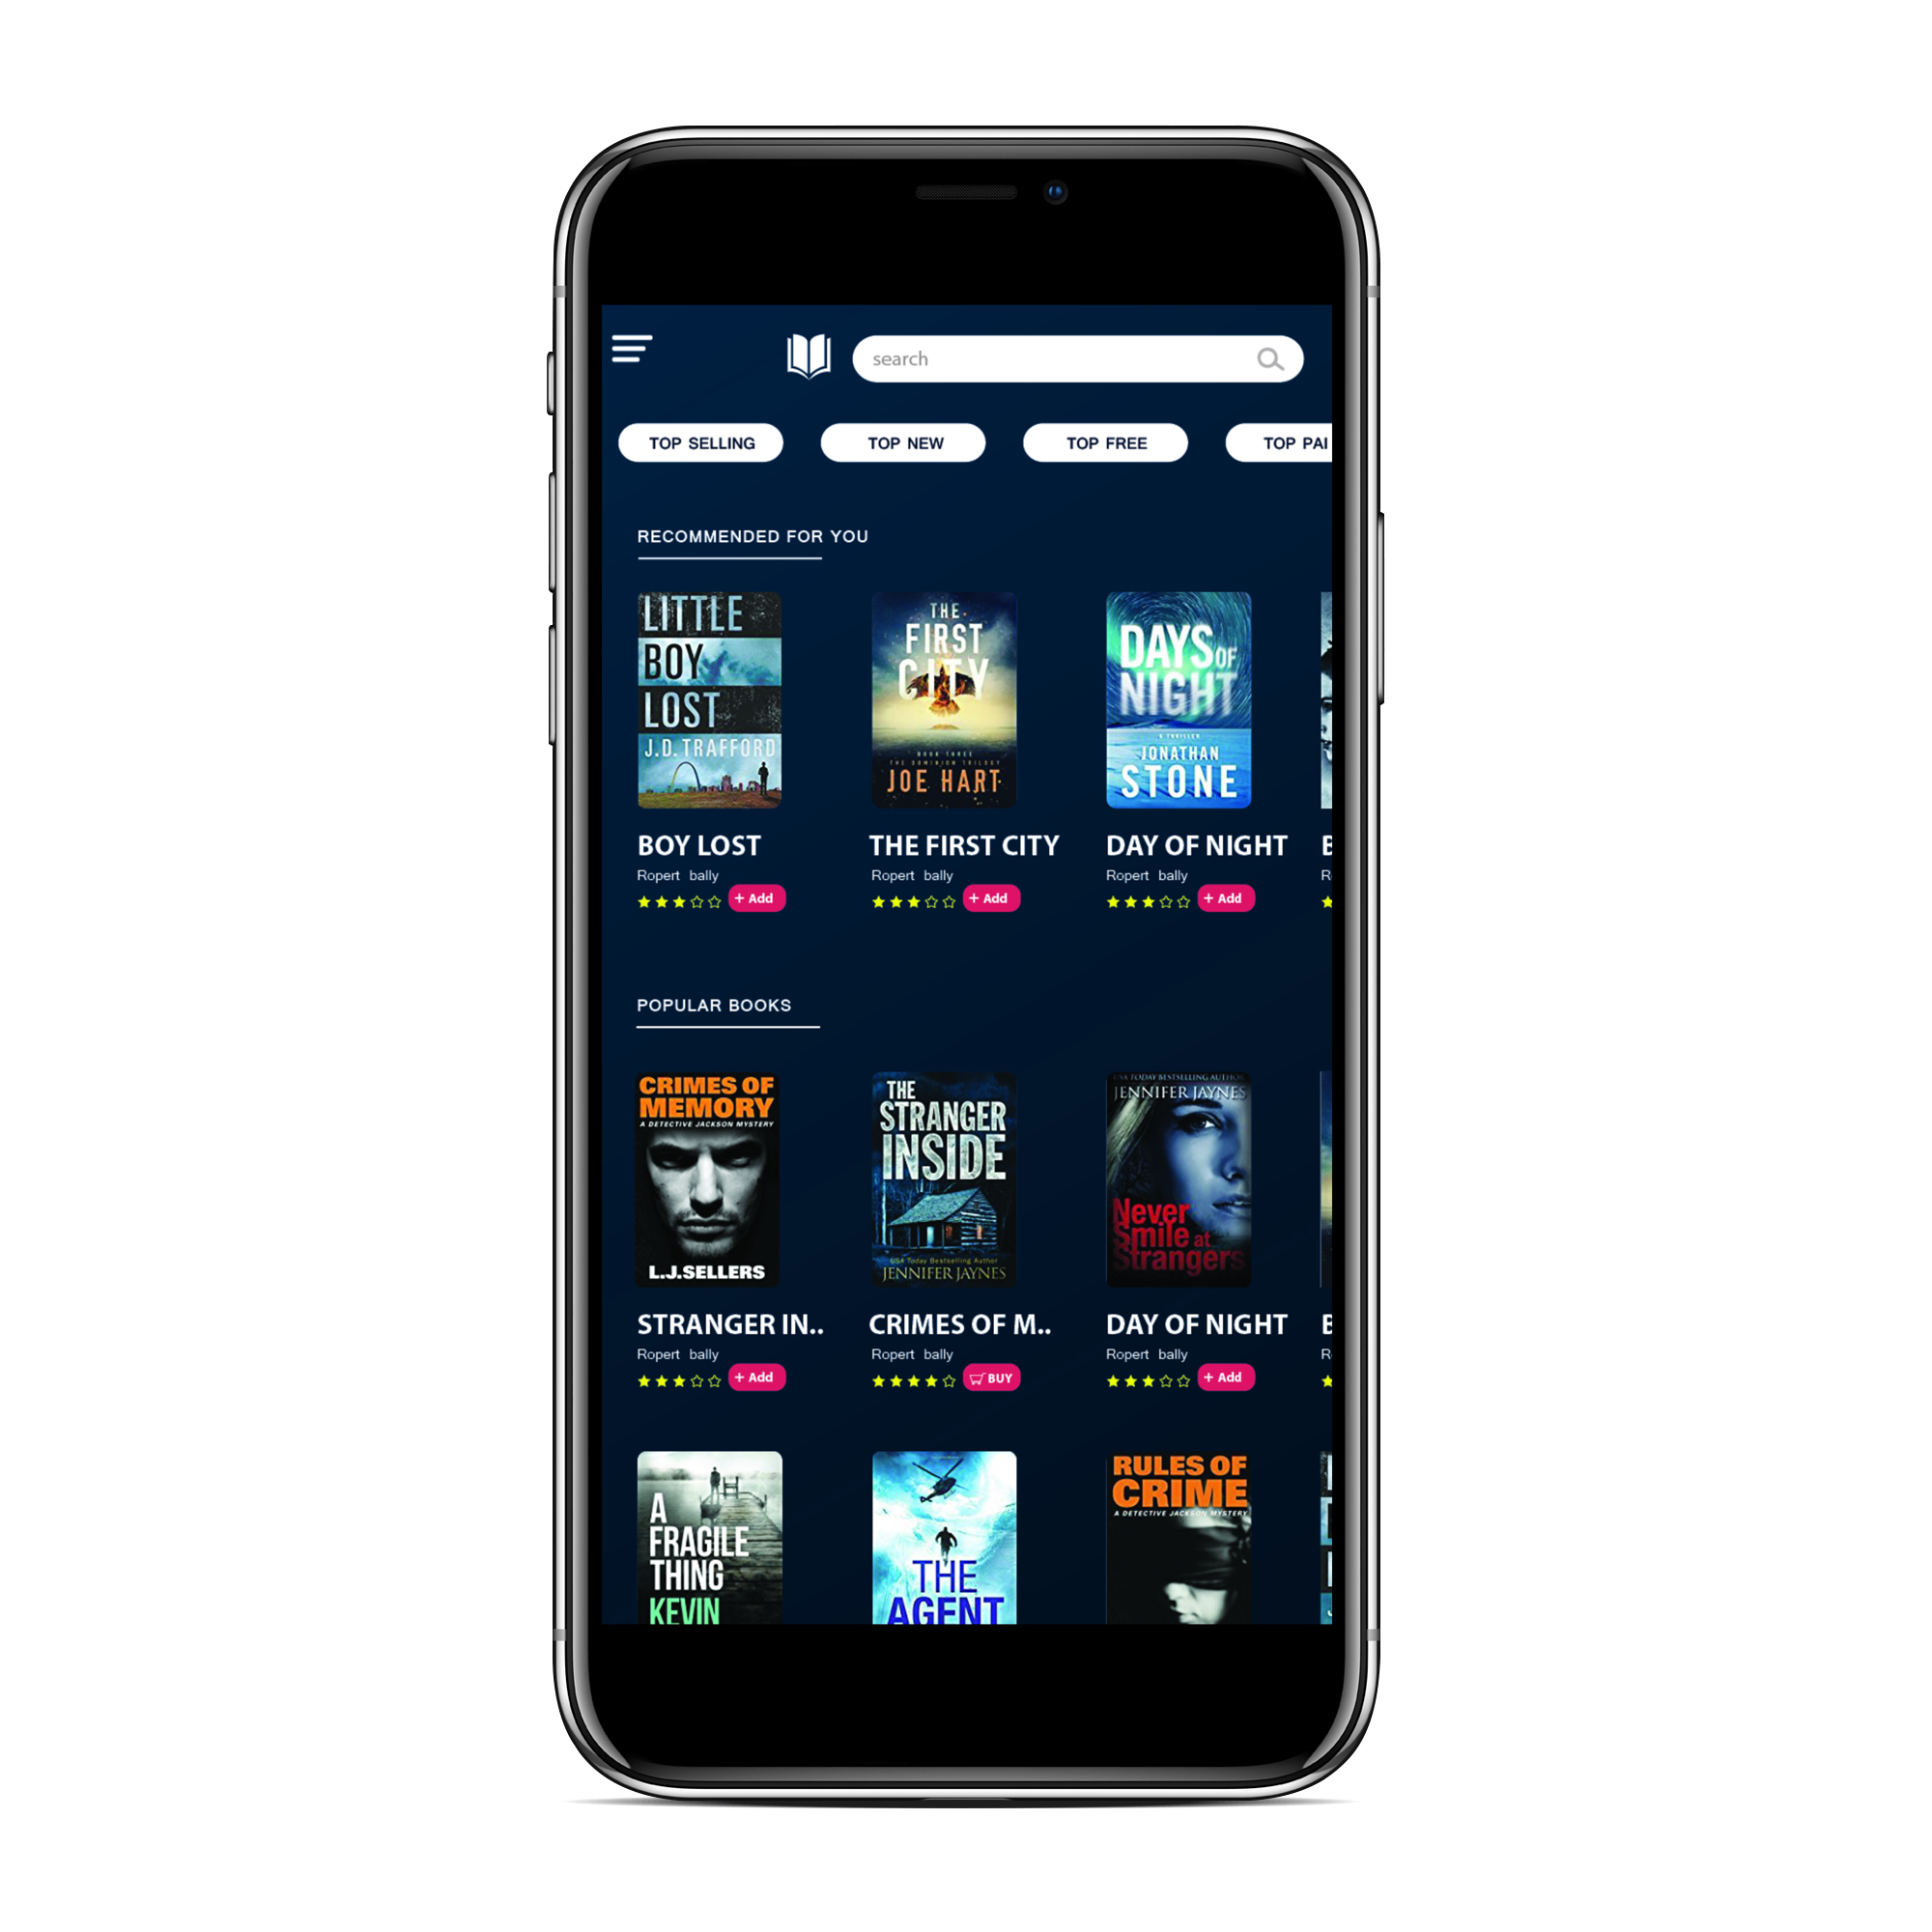 search
TOP SELLING
TOP NEW
TOP FREE
TOP PAI
RECOMMENDED FOR YOU
LITTLE
BOY
LOST
J.D. TRAFFORD
THE
FIRST
CITY
BOOK THREE
THE DOMINION TRILOGY
JOE HART
DAYS OF
NIGHT
A THRILLER
JONATHAN
STONE
BOY LOST
Ropert bally
+ Add
THE FIRST CITY
Ropert bally
+ Add
DAY OF NIGHT
Ropert bally
+ Add
POPULAR BOOKS
CRIMES OF
MEMORY
A DETECTIVE JACKSON MYSTERY
L.J.SELLERS
THE
STRANGER
INSIDE
USA Today Bestselling Author
JENNIFER JAYNES
USA TODAY BESTSELLING AUTHOR
JENNIFER JAYNES
Never
Smile at
Strangers
STRANGER IN..
Ropert bally
+ Add
CRIMES OF M..
Ropert bally
BUY
DAY OF NIGHT
Ropert bally
+ Add
A
FRAGILE
THING
KEVIN
THE
AGENT
RULES OF
CRIME
A DETECTIVE JACKSON MYSTERY